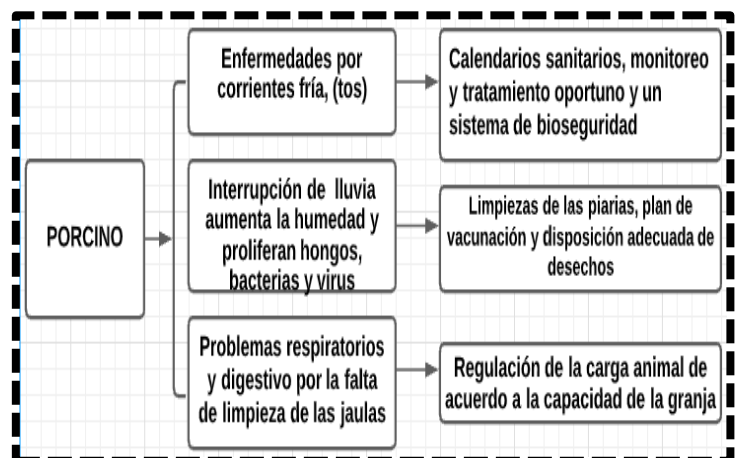 PORCINO
Enfermedades por
corrientes fría, (tos)
Calendarios sanitarios, monitoreo
y tratamiento oportuno y un
sistema de bioseguridad
Interrupción de lluvia
aumenta la humedad y
proliferan hongos,
bacterias y virus
Limpiezas de las piarias, plan de
vacunación y disposición adecuada de
desechos
Problemas respiratorios
y digestivo por la falta
de limpieza de las jaulas
Regulación de la carga animal de
acuerdo a la capacidad de la granja